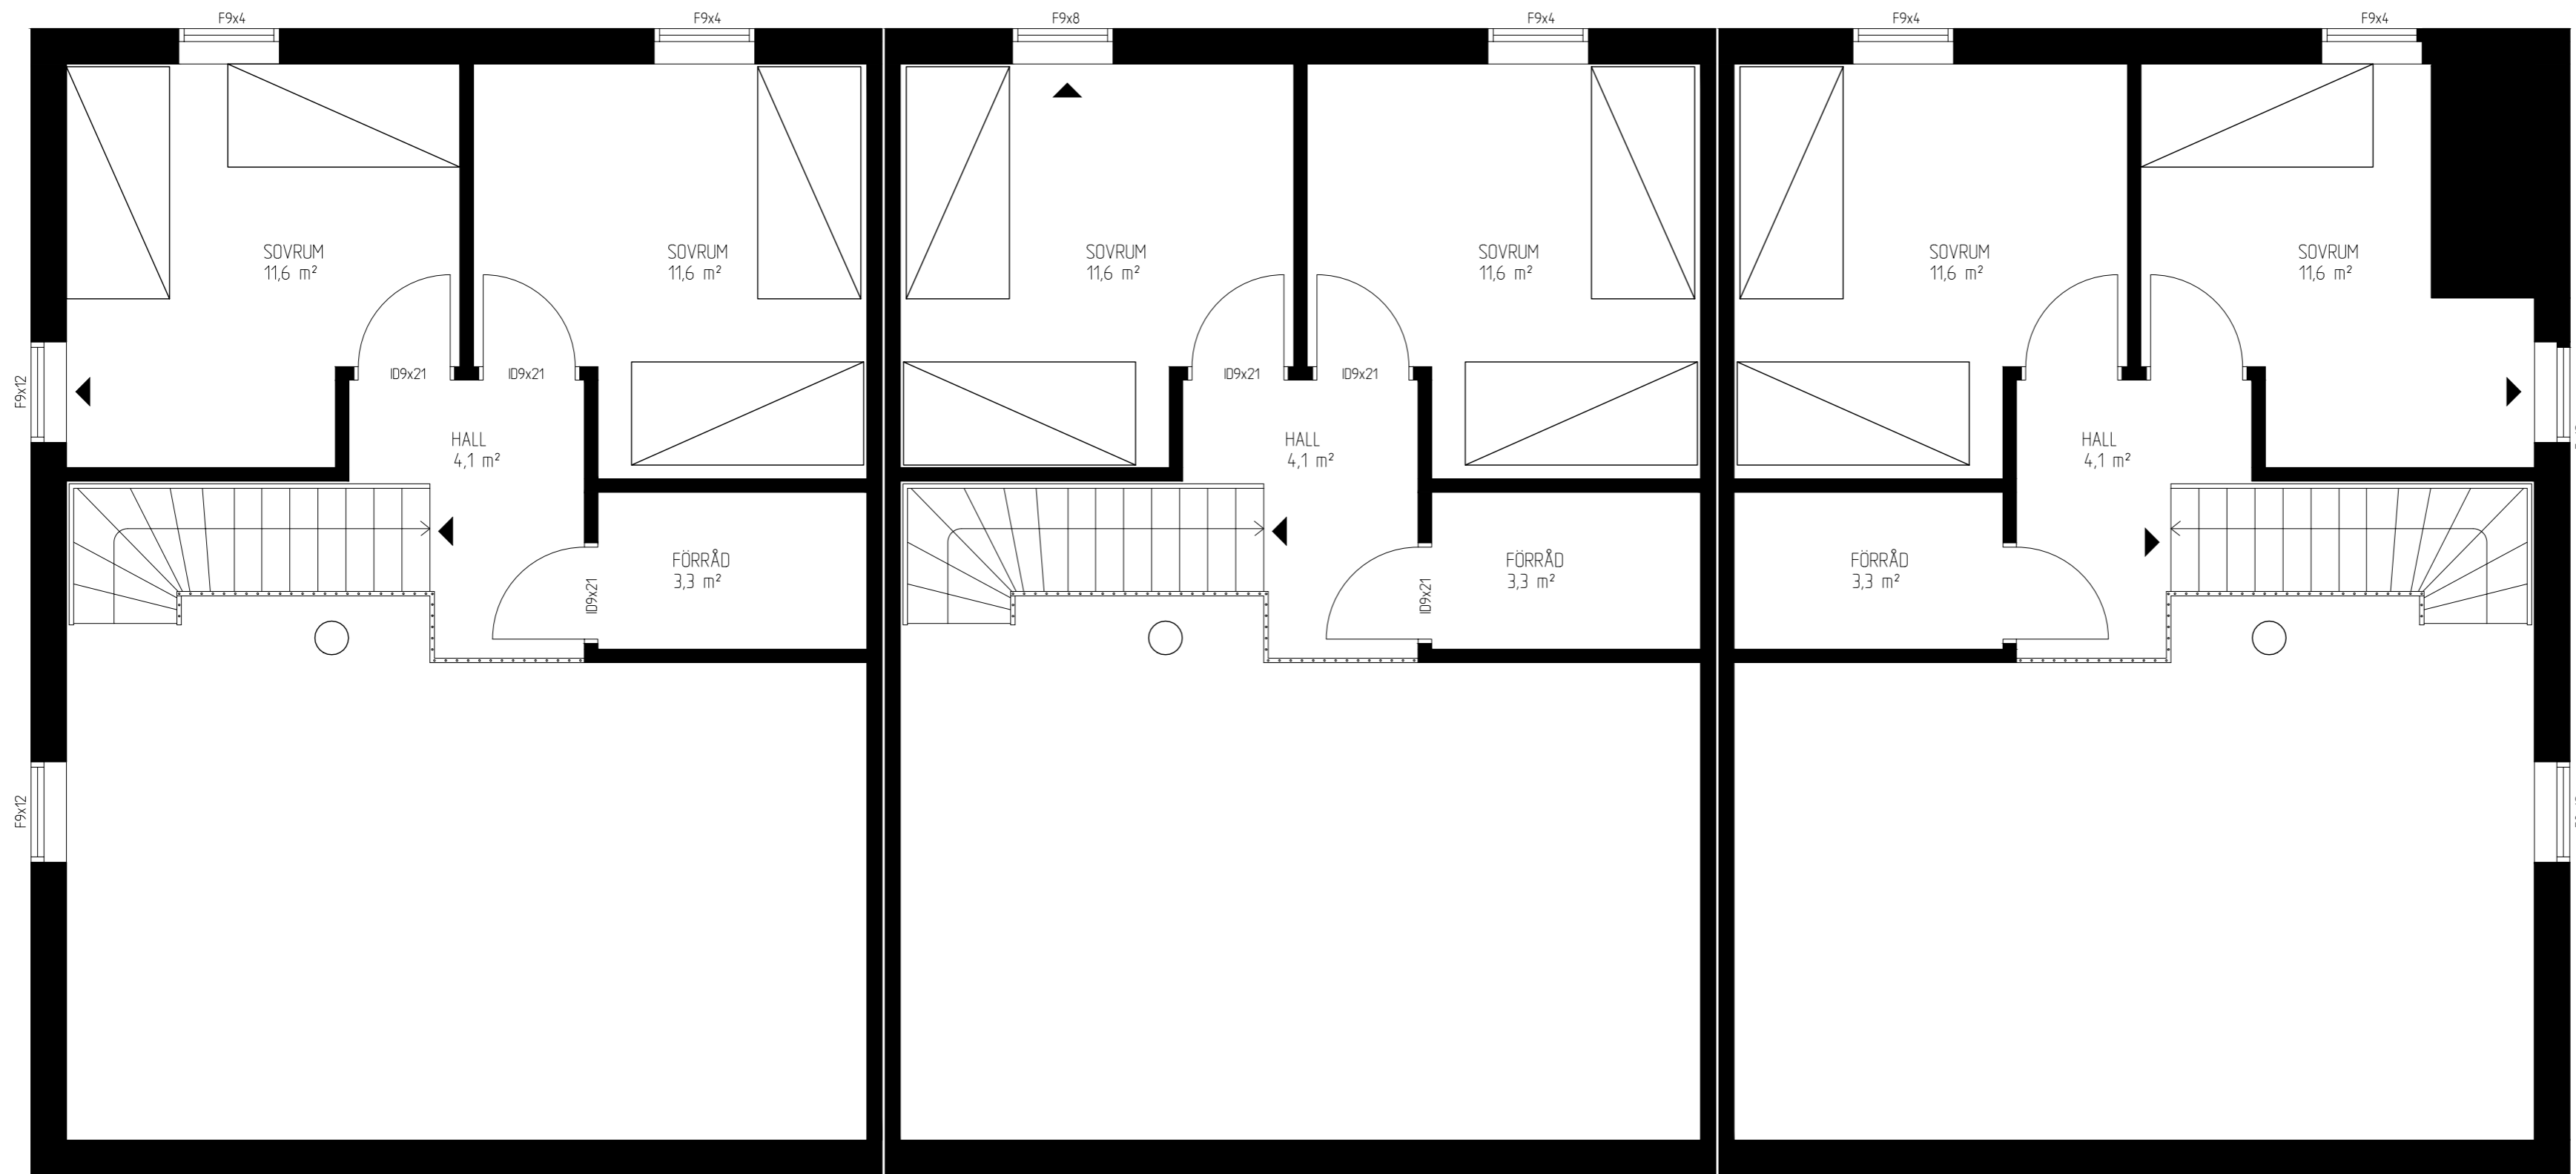 F9x4
F9x4
F9x8
F9x4
F9x4
F9x4
SOVRUM
11,6 m²
SOVRUM
11,6 m²
SOVRUM
11,6 m²
SOVRUM
11,6 m²
SOVRUM
11,6 m²
SOVRUM
11,6 m²
F9x12
ID9x21
ID9x21
ID9x21
ID9x21
HALL
4,1 m²
HALL
4,1 m²
HALL
4,1 m²
FÖRRÅD
3,3 m²
FÖRRÅD
3,3 m²
FÖRRÅD
3,3 m²
ID9x21
ID9x21
F9x12